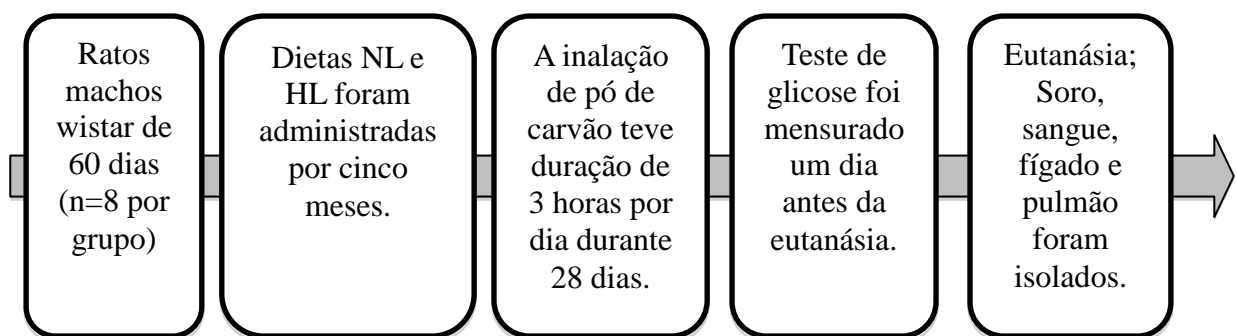 Ratos
machos
wistar de
60 dias
(n=8 por
grupo)
Dietas NL e
HL foram
administradas
por cinco
meses.
A inalação
de pó de
carvão teve
duração de
3 horas por
dia durante
28 dias.
Teste de
glicose foi
mensurado
um dia
antes da
eutanásia.
Eutanásia;
Soro,
sangue,
fígado e
pulmão
foram
isolados.